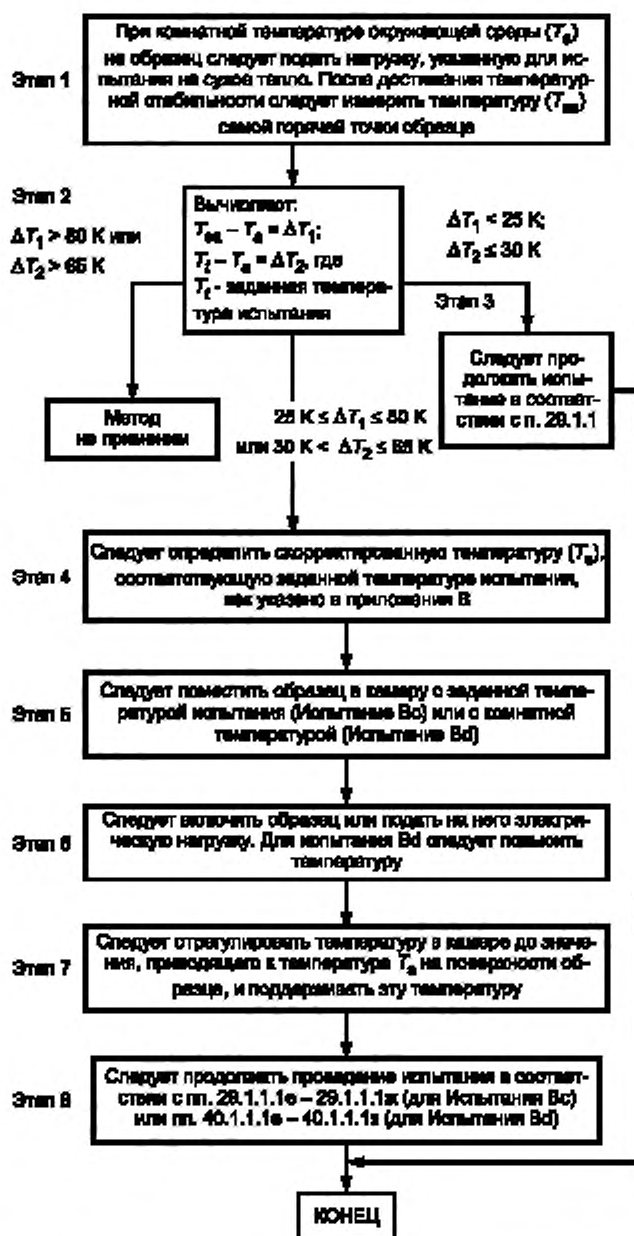 При комнатной температуре окружающей среды (Tа)
на образец следует подать нагрузку, указанную для ис-
пытания на сухое тепло. После достижения температур-
ной стабильности следует измерить температуру
самой горячей точки образца
Этап 1
Этап 2
ΔT1 > 80 K или
ΔT2 > 65 K
Вычисляют:
– Tа = ΔT1;
Tt – Tа = ΔT2, где
Tt - заданная темпера-
тура испытания
ΔT1 < 25 K;
ΔT2 ≤ 30 K
Этап 3
Следует про-
должить испы-
тание в соответ-
ствии с п. 29.1.1
Метод
не применим
25 K ≤ ΔT1 ≤ 80 K
или 30 K < ΔT2 ≤ 65 K
Этап 4
Следует определить скорректированную температуру (Ts),
соответствующую заданной температуре испытания,
как указано в приложении В
Этап 5
Следует поместить образец в камеру с заданной темпе-
ратурой испытания (Испытание Bc) или с комнатной
температурой (Испытание Bd)
Этап 6
Следует включить образец или подать на него электри-
ческую нагрузку. Для испытания Bd следует повысить
температуру
Этап 7
Следует отрегулировать температуру в камере до значе-
ния, приводящего к температуре Ts на поверхности об-
разца, и поддерживать эту температуру
Этап 8
Следует продолжить проведение испытания в соответ-
ствии с пп. 29.1.1.1е – 29.1.1.1ж (для Испытания Bc)
или пп. 40.1.1.1е – 40.1.1.1з (для Испытания Bd)
КОНЕЦ